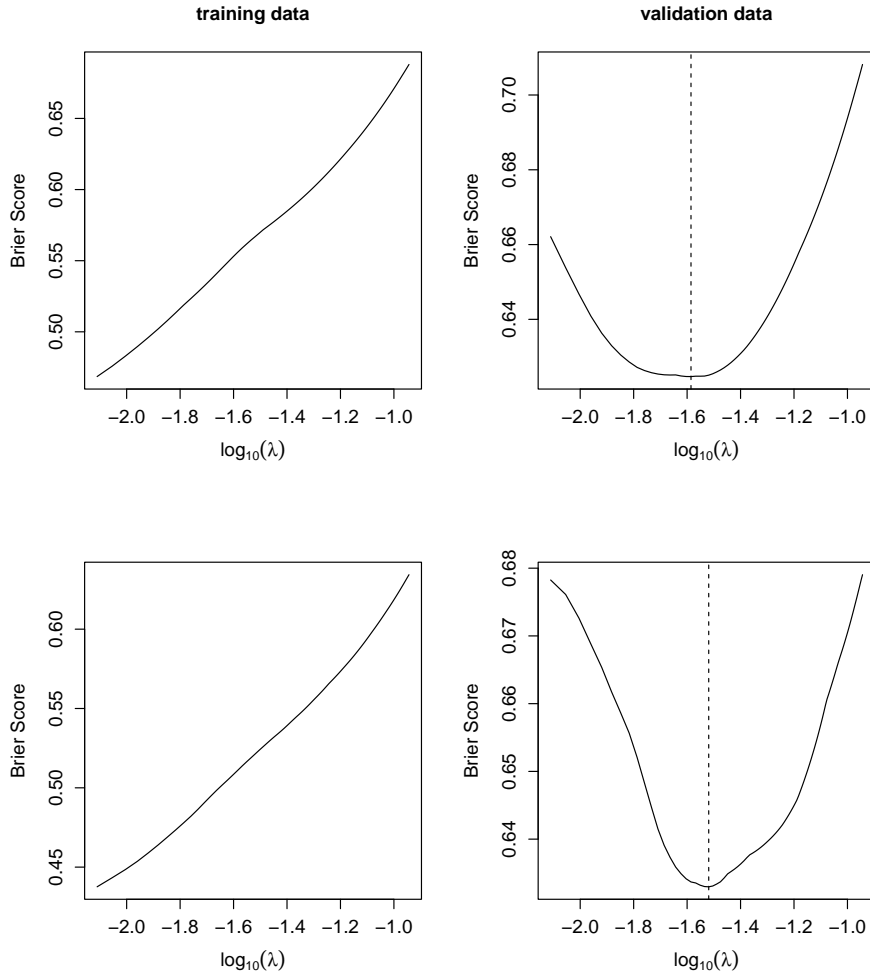 training data
validation data
Brier Score
0.50 0.55 0.60 0.65
−2.0 −1.8 −1.6 −1.4 −1.2 −1.0
log₁₀(λ)
Brier Score
0.64 0.66 0.68 0.70
−2.0 −1.8 −1.6 −1.4 −1.2 −1.0
log₁₀(λ)
Brier Score
0.45 0.50 0.55 0.60
−2.0 −1.8 −1.6 −1.4 −1.2 −1.0
log₁₀(λ)
Brier Score
0.64 0.65 0.66 0.67 0.68
−2.0 −1.8 −1.6 −1.4 −1.2 −1.0
log₁₀(λ)